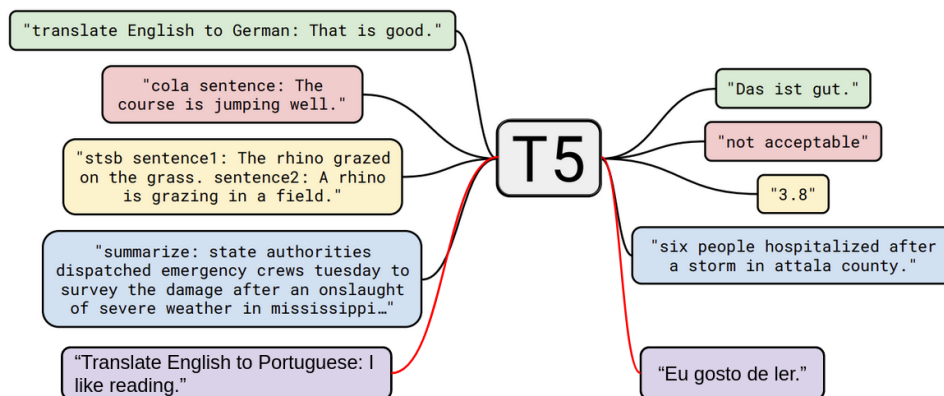 "translate English to German: That is good."
"cola sentence: The
course is jumping well."
"stsb sentence1: The rhino grazed
on the grass. sentence2: A rhino
is grazing in a field."
"summarize: state authorities
dispatched emergency crews tuesday to
survey the damage after an onslaught
of severe weather in mississippi…"
“Translate English to Portuguese: I
like reading.”
T5
"Das ist gut."
"not acceptable"
"3.8"
"six people hospitalized after
a storm in attala county."
“Eu gosto de ler.”